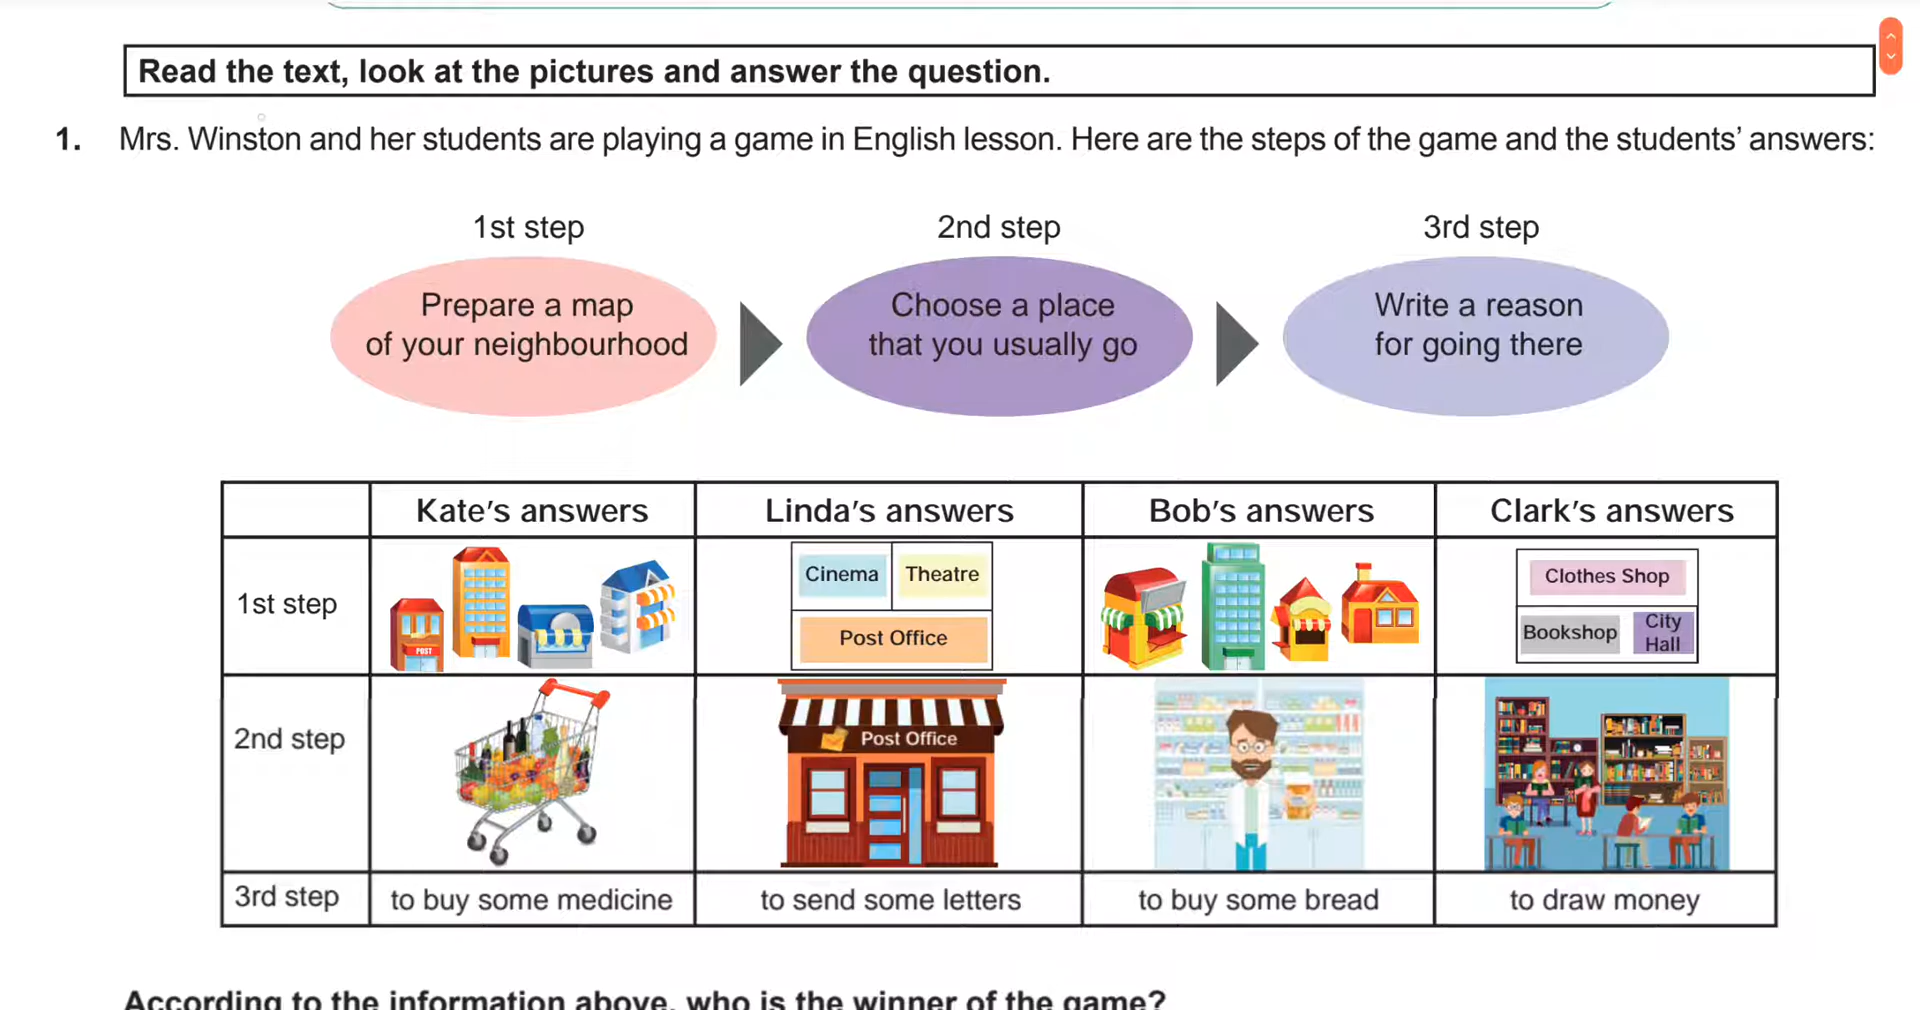 Read the text, look at the pictures and answer the question.
1. Mrs. Winston and her students are playing a game in English lesson. Here are the steps of the game and the students’ answers:
1st step
2nd step
3rd step
Prepare a map
of your neighbourhood
Choose a place
that you usually go
Write a reason
for going there
Kate’s answers
Linda’s answers
Bob’s answers
Clark’s answers
1st step
POST
Cinema
Theatre
Post Office
Clothes Shop
Bookshop
City
Hall
2nd step
Post Office
3rd step
to buy some medicine
to send some letters
to buy some bread
to draw money
According to the information above, who is the winner of the game?